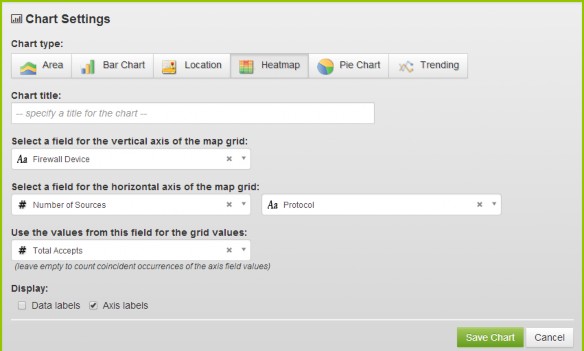 Chart Settings
Chart type:
Area Bar Chart Location Heatmap Pie Chart Trending
Chart title:
-- specify a title for the chart --
Select a field for the vertical axis of the map grid:
Aa Firewall Device
Select a field for the horizontal axis of the map grid:
# Number of Sources Aa Protocol
Use the values from this field for the grid values:
# Total Accepts
(leave empty to count coincident occurrences of the axis field values)
Display:
Data labels Axis labels
Save Chart Cancel